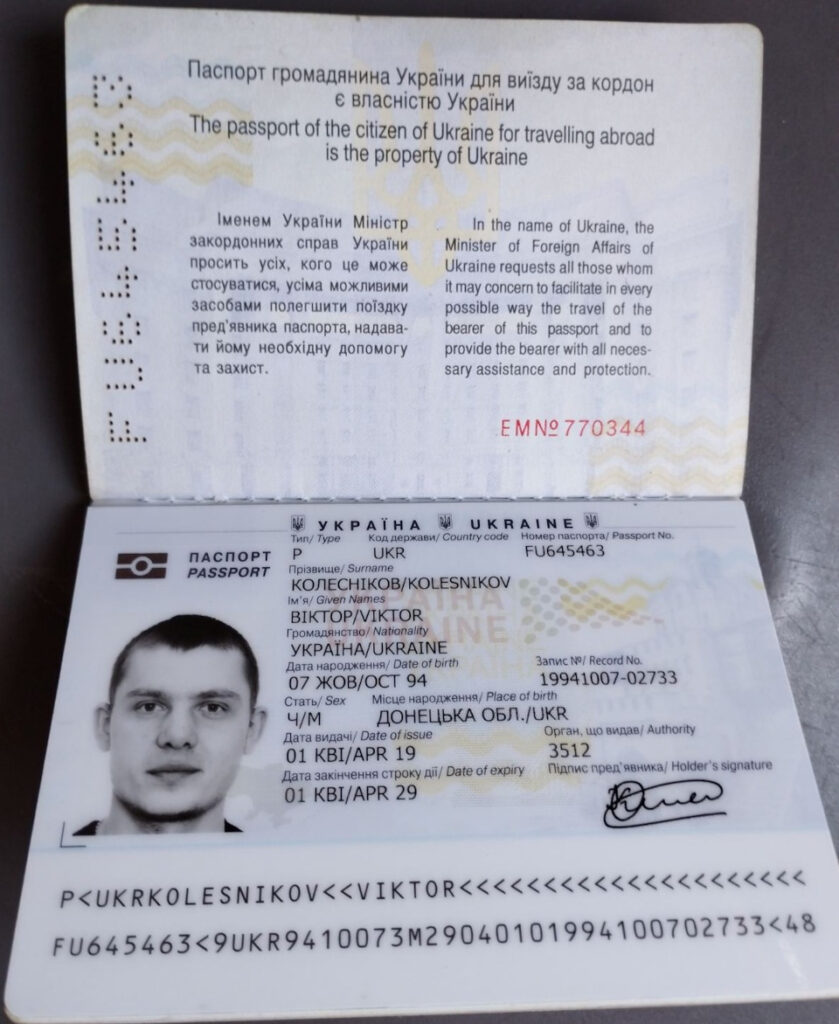 Паспорт громадянина України для виїзду за кордон
є власністю України
The passport of the citizen of Ukraine for travelling abroad
is the property of Ukraine
Іменем України Міністр
закордонних справ України
просить усіх, кого це може
стосуватися, усіма можливими
засобами полегшити поїздку
пред'явника паспорта, надава-
ти йому необхідну допомогу
та захист.
In the name of Ukraine, the
Minister of Foreign Affairs of
Ukraine requests all those whom
it may concern to facilitate in every
possible way the travel of the
bearer of this passport and to
provide the bearer with all neces-
sary assistance and protection.
FU645463
EM№770344
УКРАЇНА UKRAINE
ПАСПОРТ
PASSPORT
Тип/ Type Код держави/ Country code Номер паспорта/ Passport No.
P UKR FU645463
Прізвище/ Surname
КОЛЕСНІКОВ/KOLESNIKOV
Ім'я/ Given Names
ВІКТОР/VIKTOR
Громадянство/ Nationality
УКРАЇНА/UKRAINE
Дата народження/ Date of birth Запис №/ Record No.
07 ЖОВ/OCT 94 19941007-02733
Стать/ Sex Місце народження/ Place of birth
Ч/M ДОНЕЦЬКА ОБЛ./UKR
Дата видачі/ Date of issue Орган, що видав/ Authority
01 КВІ/APR 19 3512
Дата закінчення строку дії/ Date of expiry Підпис пред'явника/ Holder's signature
01 КВІ/APR 29
P<UKRKOLESNIKOV<<VIKTOR<<<<<<<<<<<<<<<<<<<<<
FU645463<9UKR9410073M29040101994100702733<48